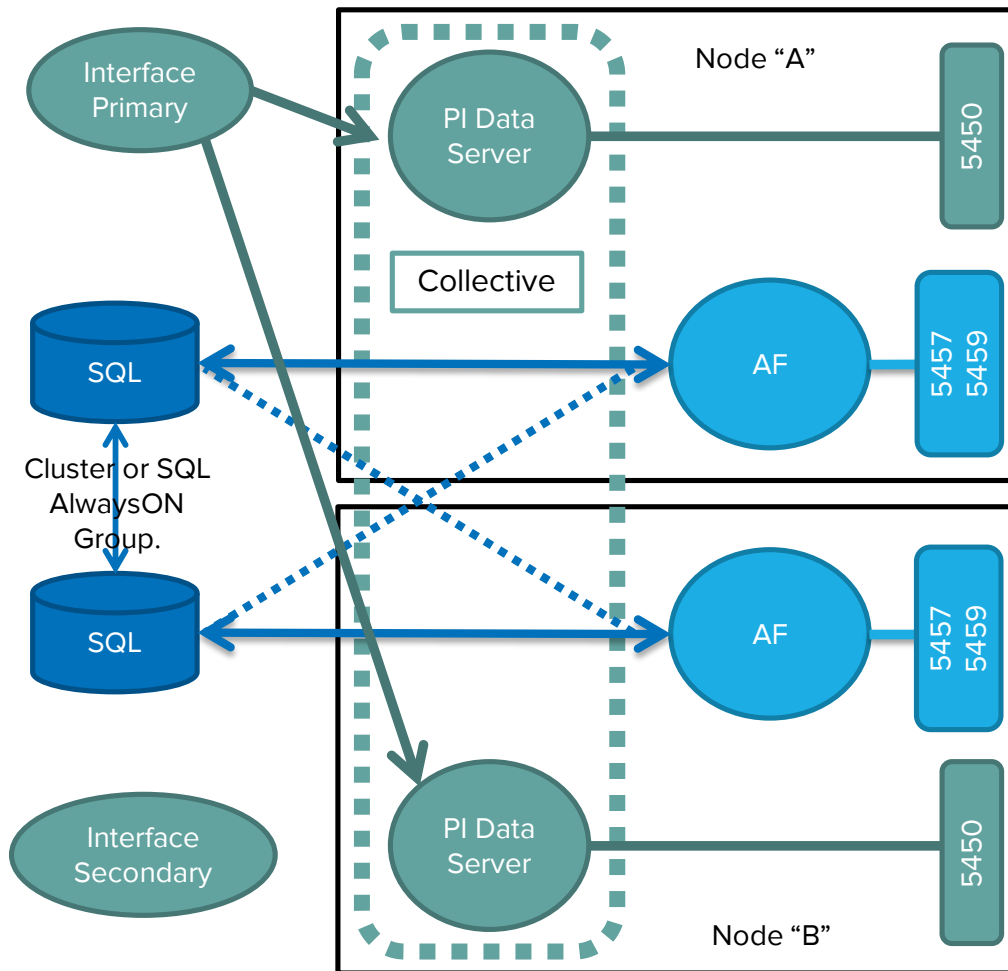 Interface
Primary
PI Data
Server
Node “A”
5450
Collective
SQL
AF
5457
5459
Cluster or SQL
AlwaysON
Group.
SQL
AF
5457
5459
Interface
Secondary
PI Data
Server
5450
Node “B”